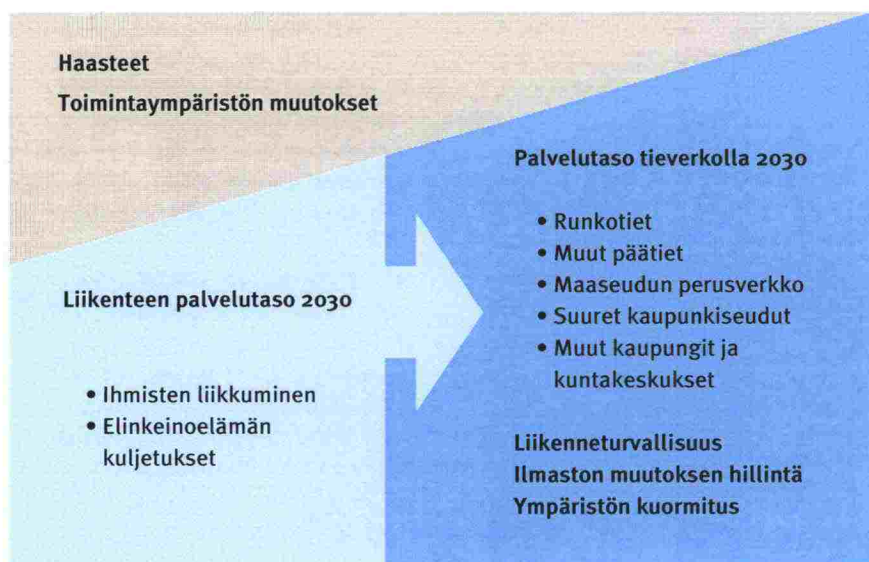 Haasteet
Toimintaympäristön muutokset
Liikenteen palvelutaso 2030
• Ihmisten liikkuminen
• Elinkeinoelämän
kuljetukset
Palvelutaso tieverkolla 2030
• Runkotiet
• Muut päätiet
• Maaseudun perusverkko
• Suuret kaupunkiseudut
• Muut kaupungit ja
kuntakeskukset
Liikenneturvallisuus
Ilmaston muutoksen hillintä
Ympäristön kuormitus